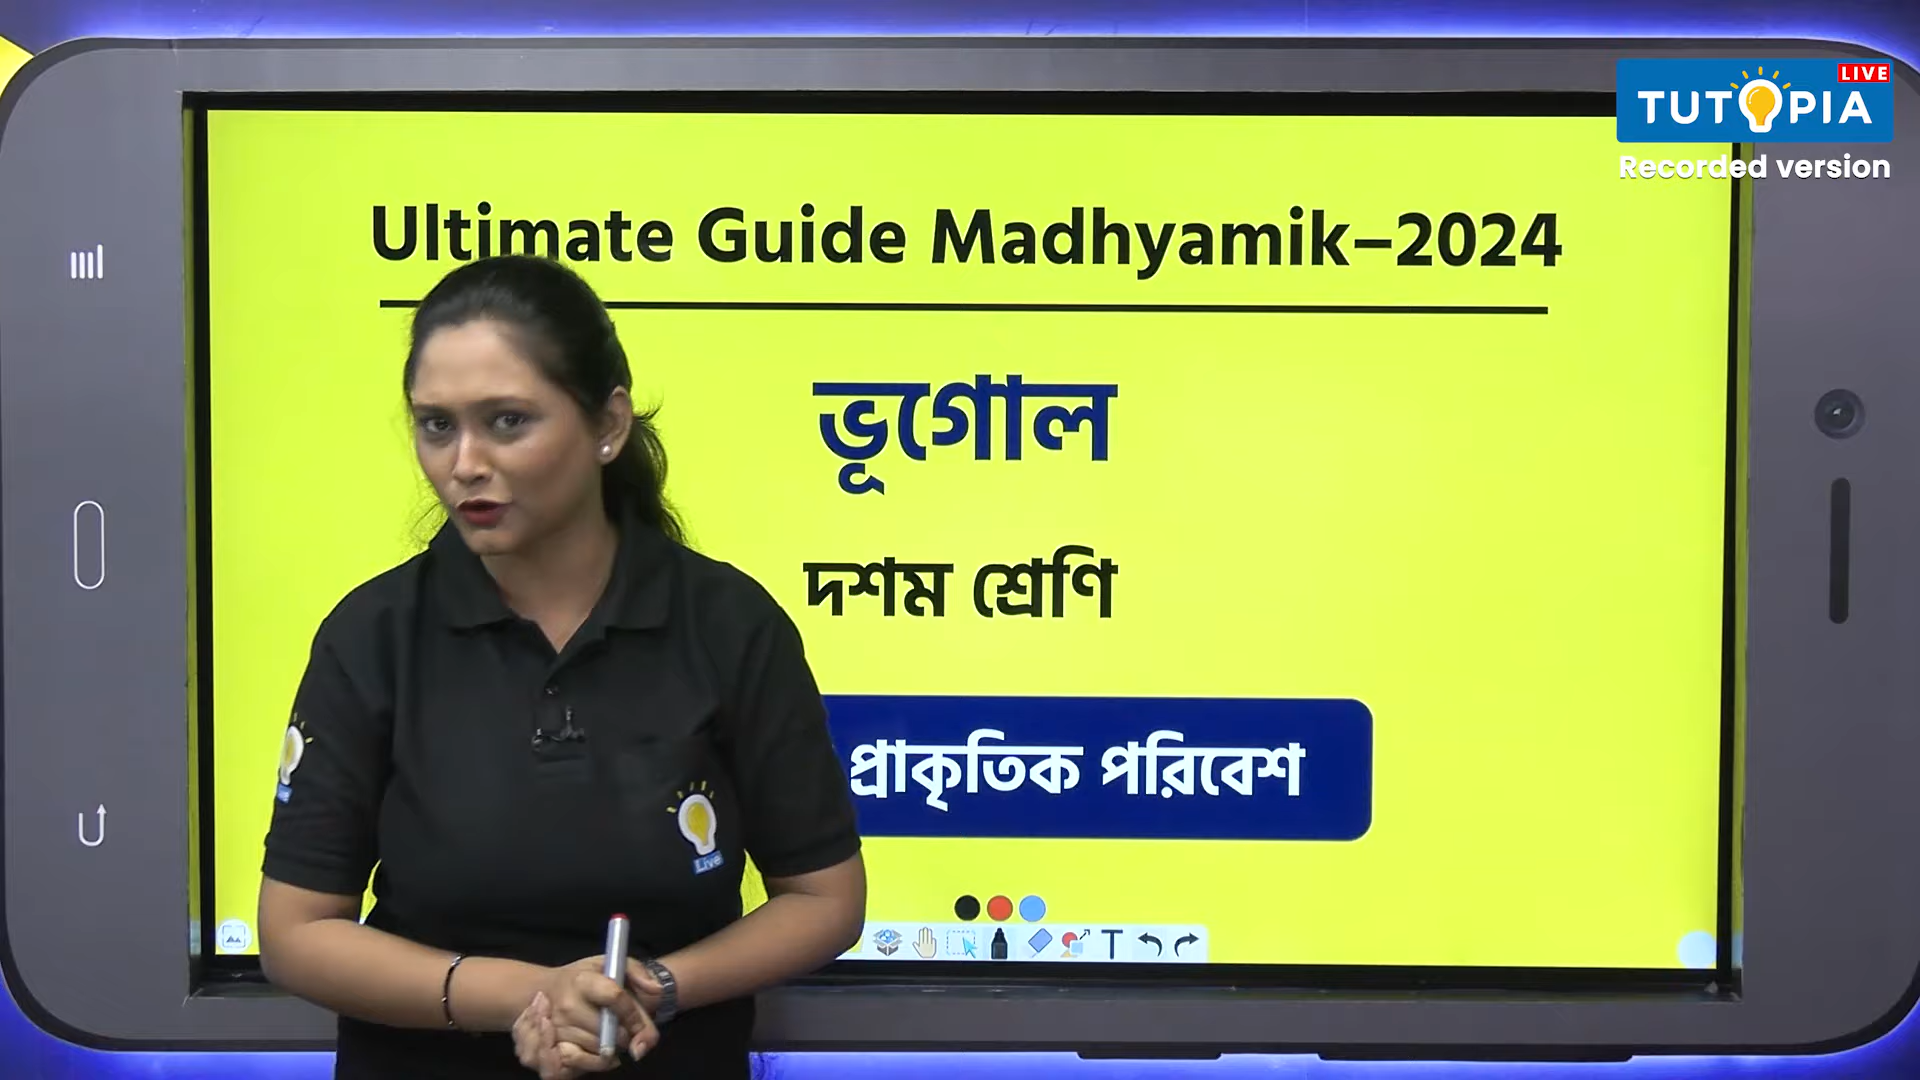 LIVE
TUTOPIA
Recorded version
Ultimate Guide Madhyamik–2024
ভূগোল
দশম শ্রেণি
প্রাকৃতিক পরিবেশ
Live
T